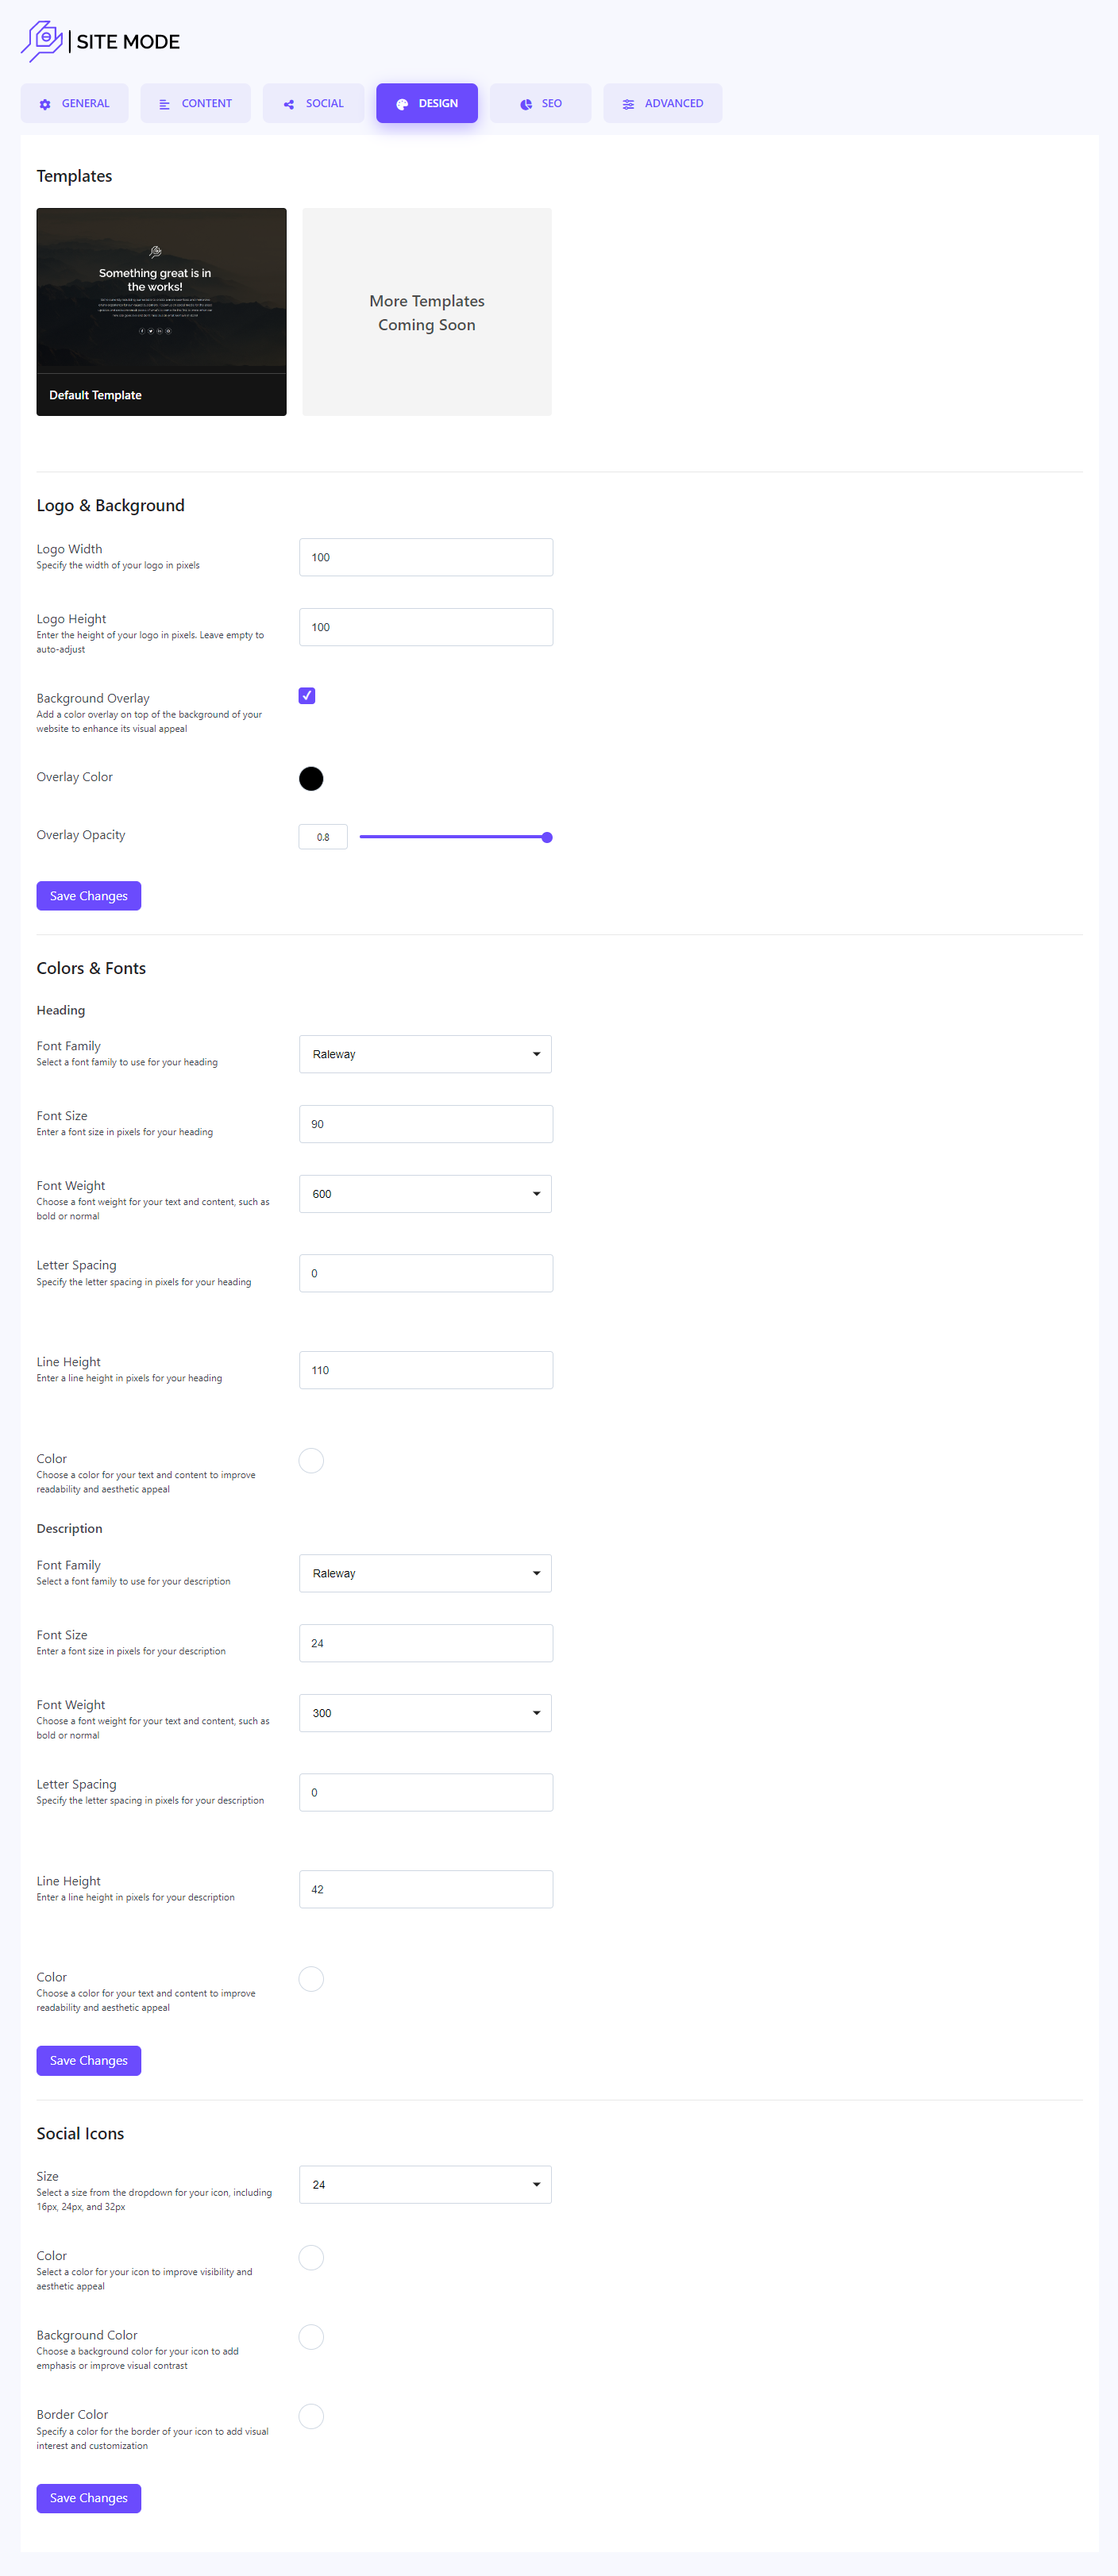 | SITE MODE
GENERAL
CONTENT
SOCIAL
DESIGN
SEO
ADVANCED
Templates
Something great is in
the works!
Default Template
More Templates
Coming Soon
Logo & Background
Logo Width
Specify the width of your logo in pixels
100
Logo Height
Enter the height of your logo in pixels. Leave empty to
auto-adjust
100
Background Overlay
Add a color overlay on top of the background of your
website to enhance its visual appeal
Overlay Color
Overlay Opacity
0.8
Save Changes
Colors & Fonts
Heading
Font Family
Select a font family to use for your heading
Raleway
Font Size
Enter a font size in pixels for your heading
90
Font Weight
Choose a font weight for your text and content, such as
bold or normal
600
Letter Spacing
Specify the letter spacing in pixels for your heading
0
Line Height
Enter a line height in pixels for your heading
110
Color
Choose a color for your text and content to improve
readability and aesthetic appeal
Description
Font Family
Select a font family to use for your description
Raleway
Font Size
Enter a font size in pixels for your description
24
Font Weight
Choose a font weight for your text and content, such as
bold or normal
300
Letter Spacing
Specify the letter spacing in pixels for your description
0
Line Height
Enter a line height in pixels for your description
42
Color
Choose a color for your text and content to improve
readability and aesthetic appeal
Save Changes
Social Icons
Size
Select a size from the dropdown for your icon, including
16px, 24px, and 32px
24
Color
Select a color for your icon to improve visibility and
aesthetic appeal
Background Color
Choose a background color for your icon to add
emphasis or improve visual contrast
Border Color
Specify a color for the border of your icon to add visual
interest and customization
Save Changes